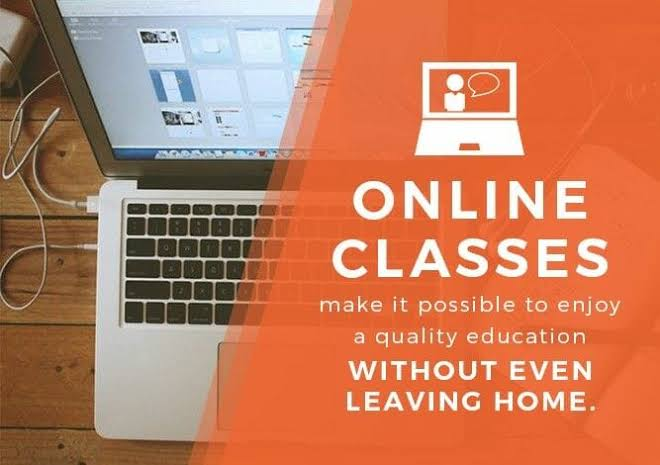 ONLINE
CLASSES
make it possible to enjoy
a quality education
WITHOUT EVEN
LEAVING HOME.